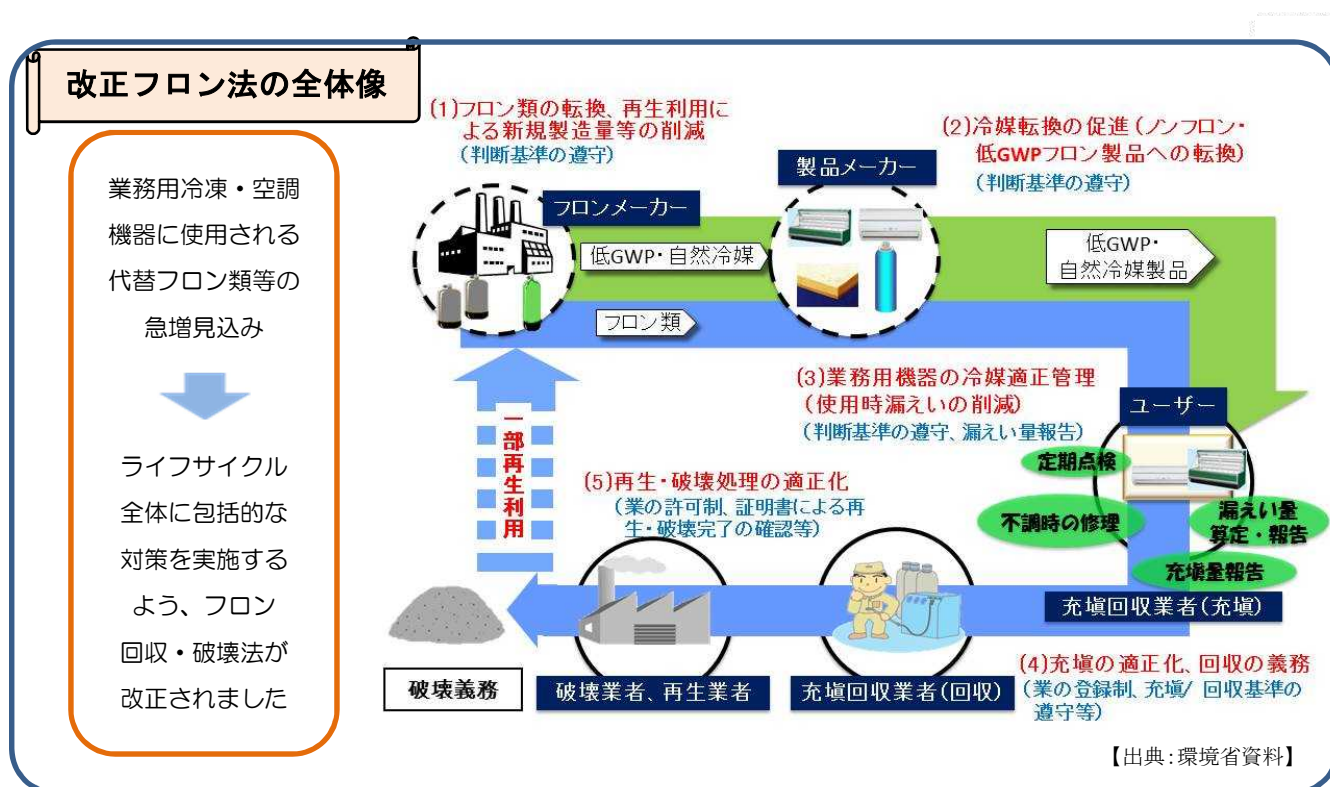 改正フロン法の全体像
業務用冷凍・空調
機器に使用される
代替フロン類等の
急増見込み
ライフサイクル
全体に包括的な
対策を実施する
よう、フロン
回収・破壊法が
改正されました
(1)フロン類の転換、再生利用に
よる新規製造量等の削減
(判断基準の遵守)
フロンメーカー
低GWP・自然冷媒
フロン類
製品メーカー
(2)冷媒転換の促進(ノンフロン・
低GWPフロン製品への転換)
(判断基準の遵守)
低GWP・
自然冷媒製品
(3)業務用機器の冷媒適正管理
(使用時漏えいの削減)
(判断基準の遵守、漏えい量報告)
ユーザー
定期点検
不調時の修理
漏えい量
算定・報告
充塡量報告
充塡回収業者(充塡)
(4)充塡の適正化、回収の義務
(業の登録制、充塡/ 回収基準の
遵守等)
充塡回収業者(回収)
(5)再生・破壊処理の適正化
(業の許可制、証明書による再
生・破壊完了の確認等)
破壊業者、再生業者
破壊義務
一部再生利用
【出典:環境省資料】